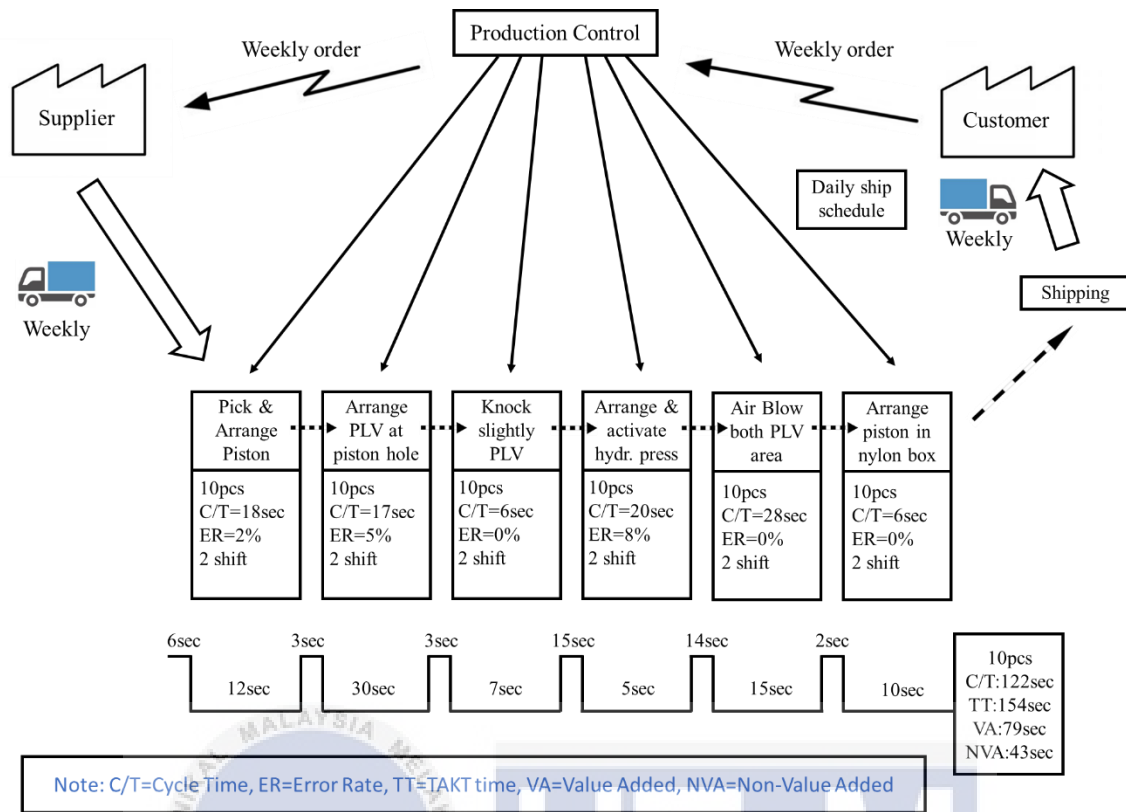 Production Control
Weekly order
Weekly order
Supplier
Customer
Daily ship
schedule
Weekly
Weekly
Shipping
Pick &
Arrange
Piston
10pcs
C/T=18sec
ER=2%
2 shift
Arrange
PLV at
piston hole
10pcs
C/T=17sec
ER=5%
2 shift
Knock
slightly
PLV
10pcs
C/T=6sec
ER=0%
2 shift
Arrange &
activate
hydr. press
10pcs
C/T=20sec
ER=8%
2 shift
Air Blow
both PLV
area
10pcs
C/T=28sec
ER=0%
2 shift
Arrange
piston in
nylon box
10pcs
C/T=6sec
ER=0%
2 shift
6sec 3sec 3sec 15sec 14sec 2sec
12sec 30sec 7sec 5sec 15sec 10sec
10pcs
C/T:122sec
TT:154sec
VA:79sec
NVA:43sec
MALAYSIA
Note: C/T=Cycle Time, ER=Error Rate, TT=TAKT time, VA=Value Added, NVA=Non-Value Added